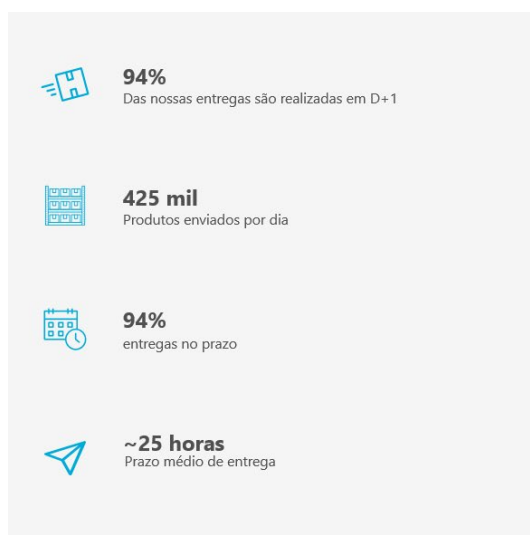 94%
Das nossas entregas são realizadas em D+1
425 mil
Produtos enviados por dia
94%
entregas no prazo
~25 horas
Prazo médio de entrega